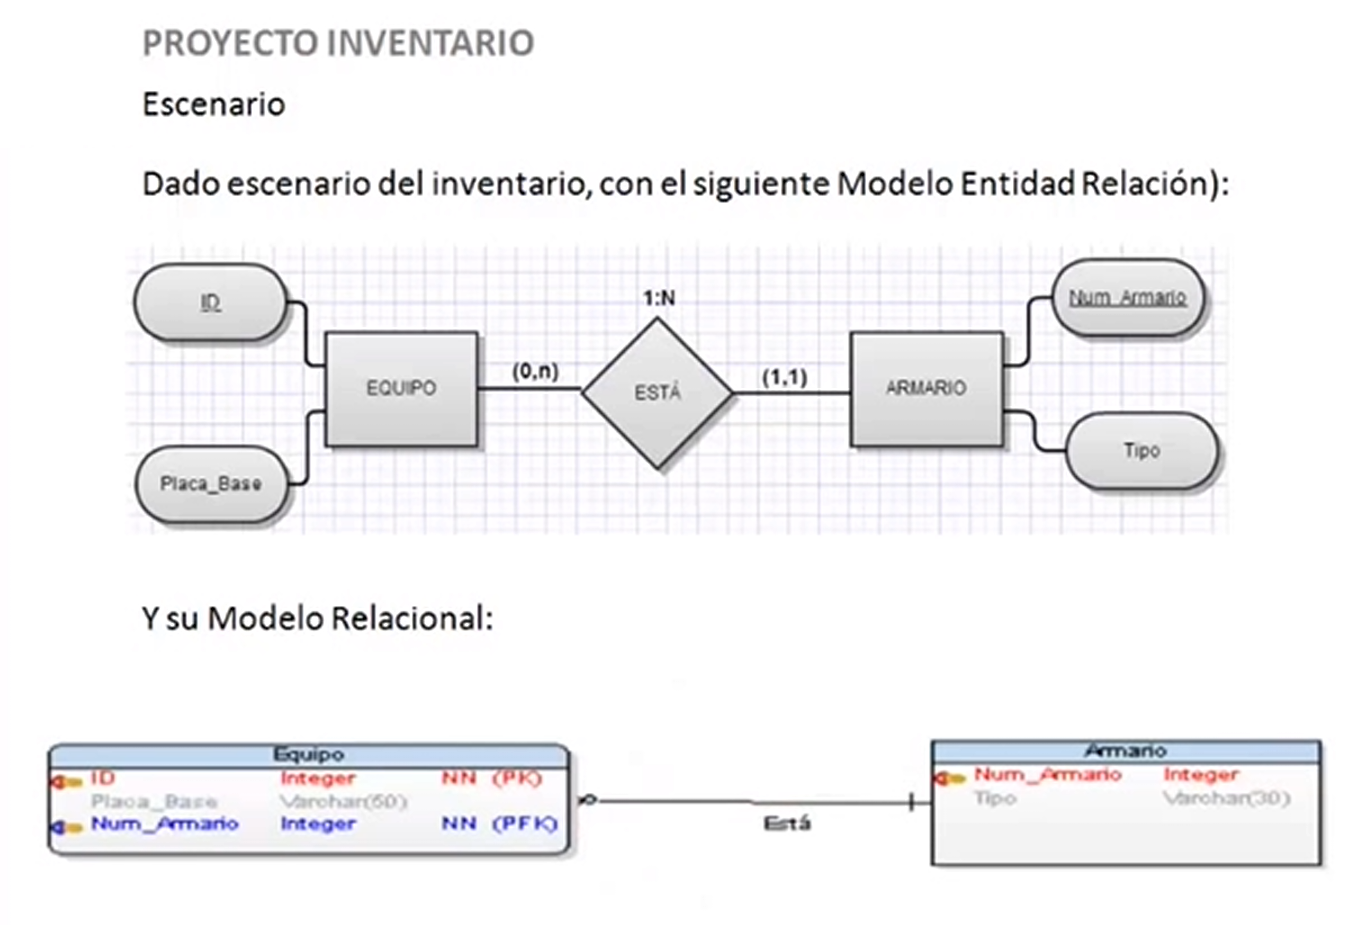 PROYECTO INVENTARIO
Escenario
Dado escenario del inventario, con el siguiente Modelo Entidad Relación):
ID
Num_Armario
1:N
EQUIPO
(0,n)
ESTÁ
(1,1)
ARMARIO
Placa_Base
Tipo
Y su Modelo Relacional:
Equipo
ID Integer NN (PK)
Placa_Base Varchar(60)
Num_Armario Integer NN (PFK)
Está
Armario
Num_Armario Integer
Tipo Varchar(30)